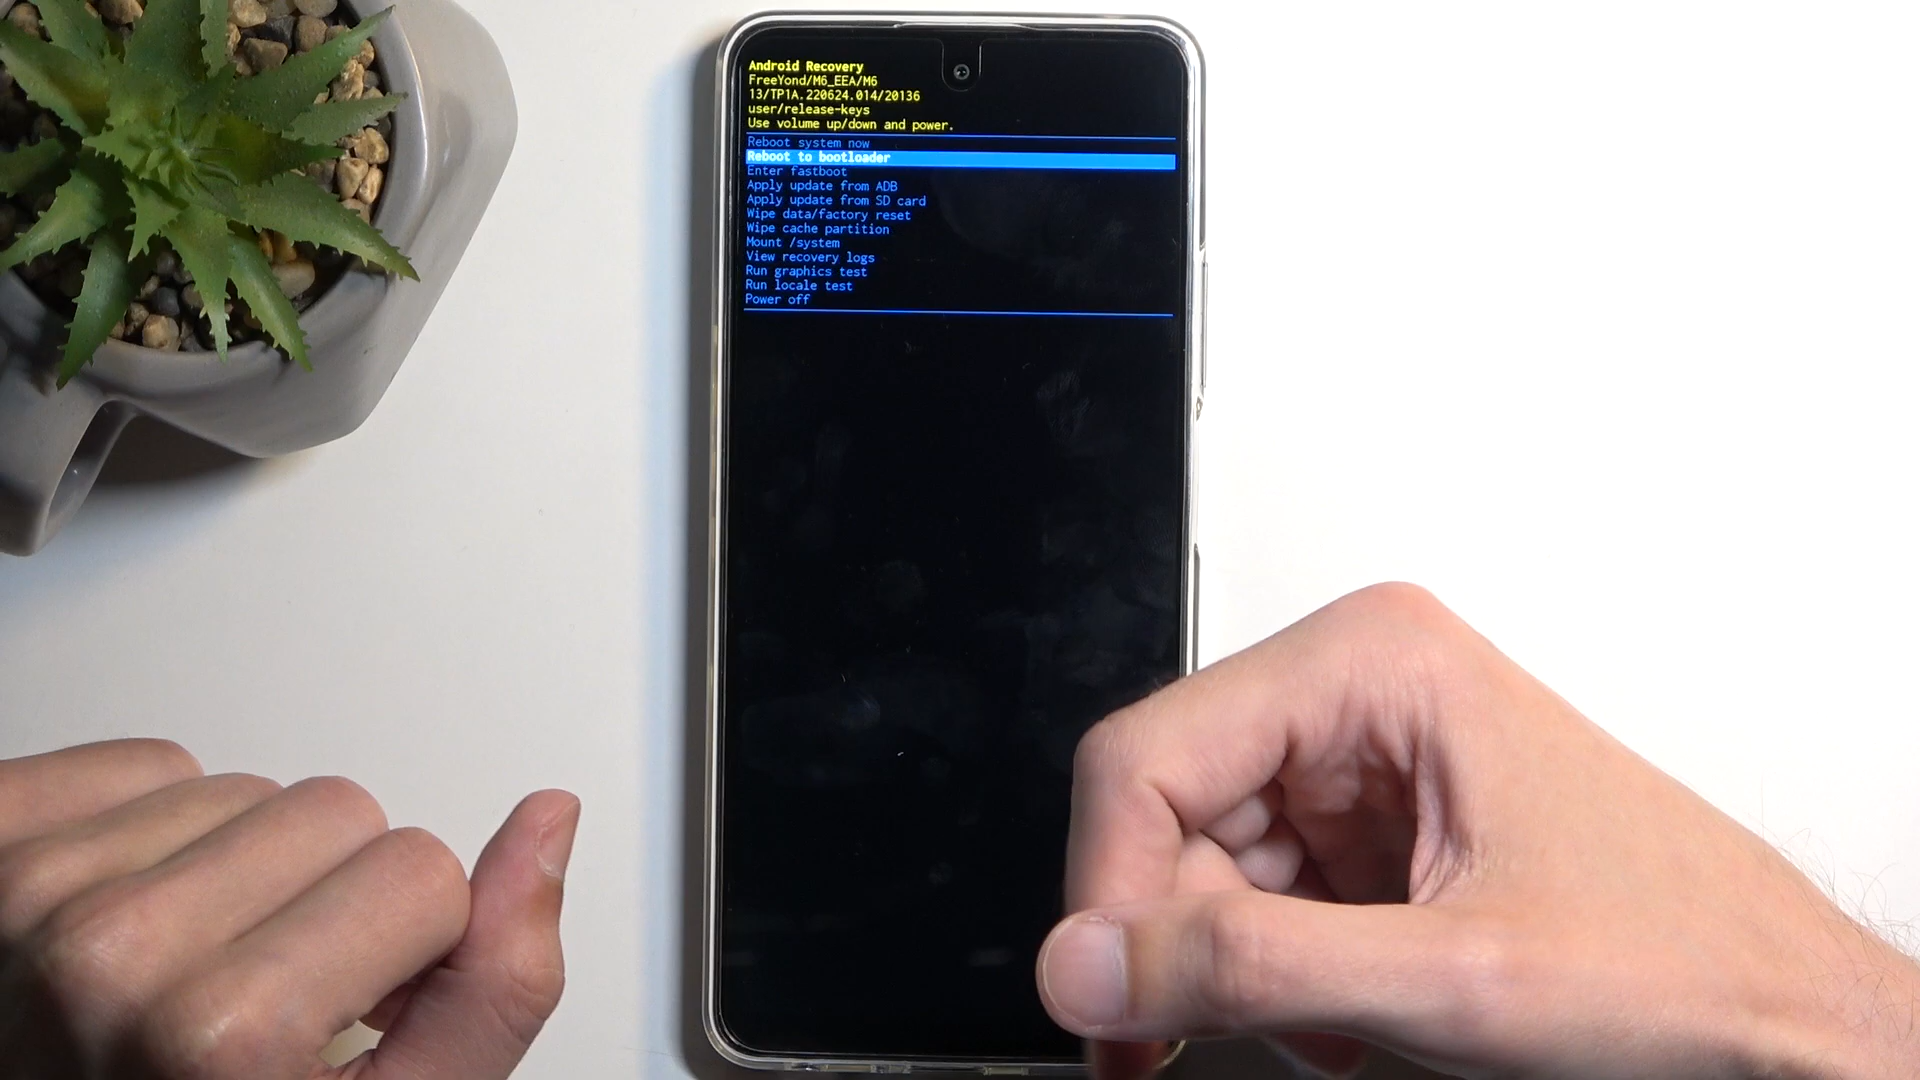 Android Recovery
FreeYond/M6_EEA/M6
13/TP1A.220624.014/20136
user/release-keys
Use volume up/down and power.
Reboot system now
Reboot to bootloader
Enter fastboot
Apply update from ADB
Apply update from SD card
Wipe data/factory reset
Wipe cache partition
Mount /system
View recovery logs
Run graphics test
Run locale test
Power off